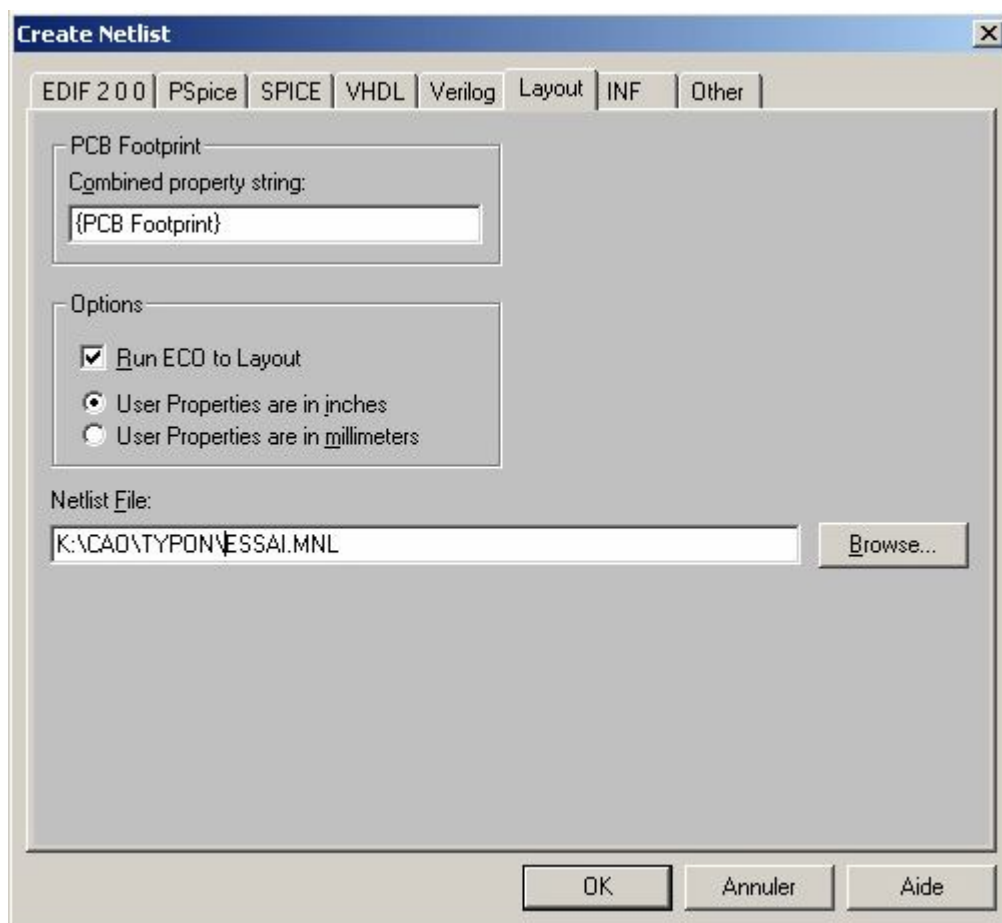 Create Netlist
EDIF 2 0 0 PSpice SPICE VHDL Verilog Layout INF Other
PCB Footprint
Combined property string:
{PCB Footprint}
Options
Run ECO to Layout
User Properties are in inches
User Properties are in millimeters
Netlist File:
K:\CAO\TYPON\ESSAI.MNL
Browse...
OK Annuler Aide